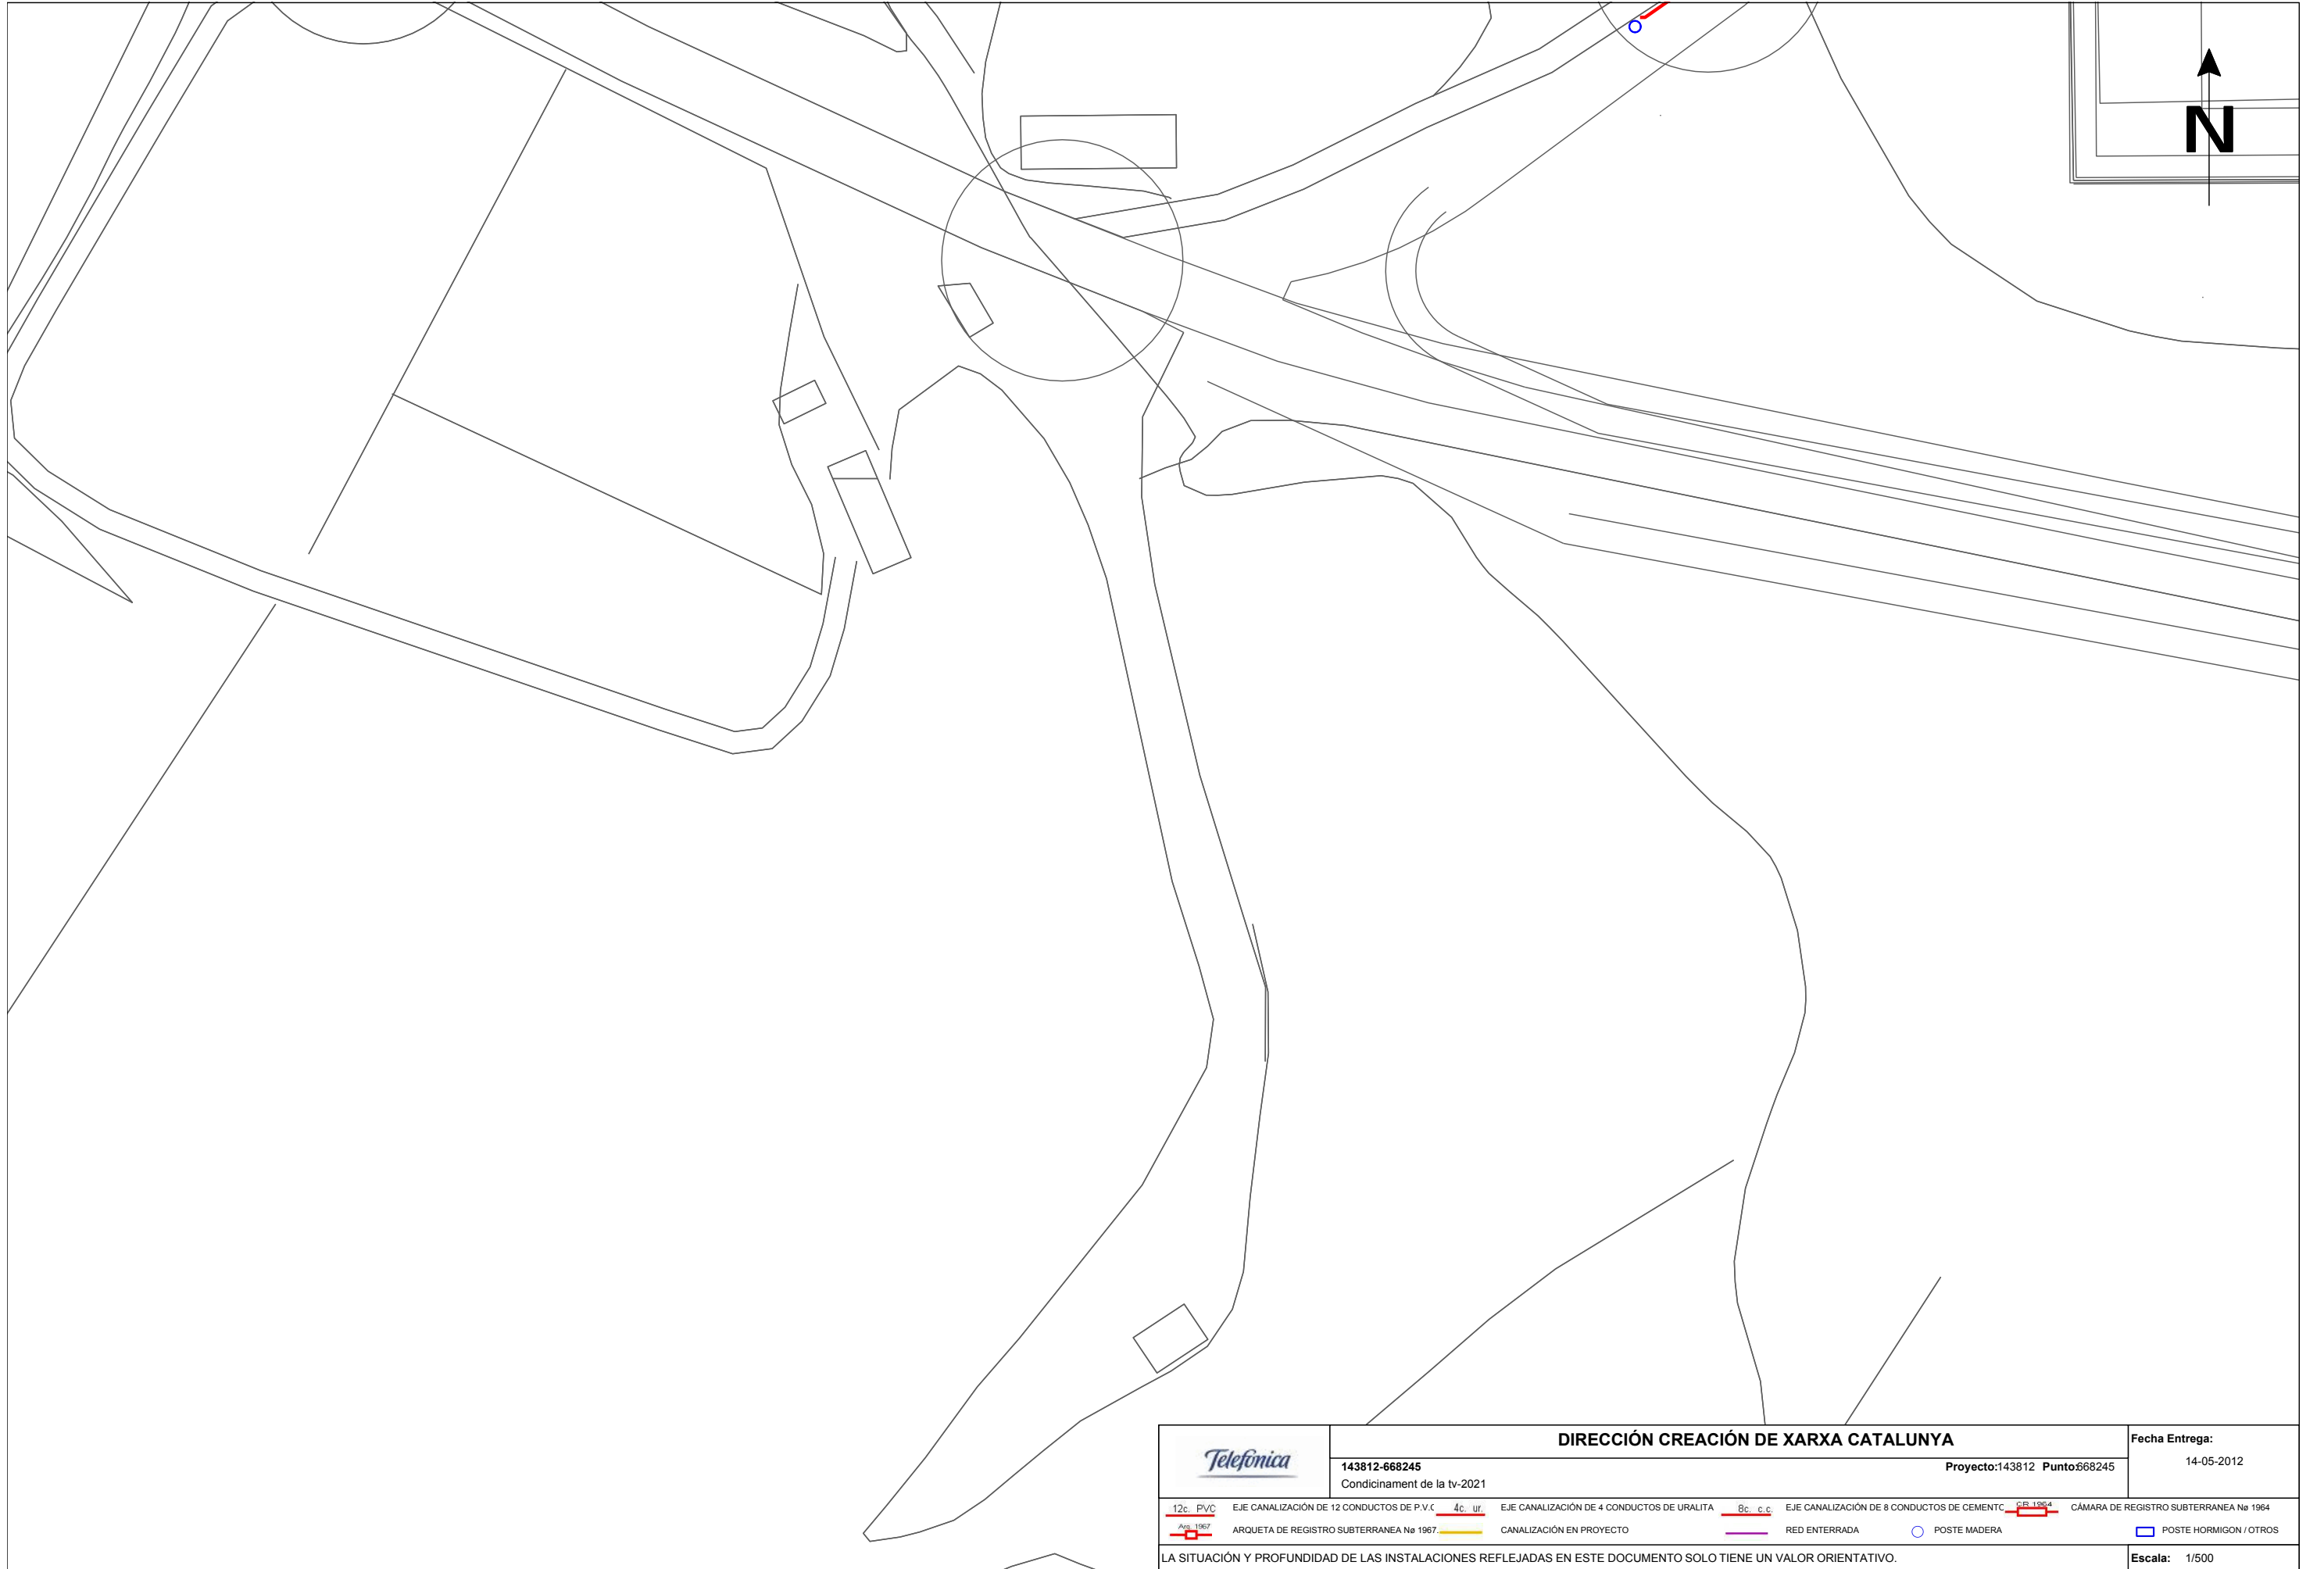 N
Telefónica
DIRECCIÓN CREACIÓN DE XARXA CATALUNYA
143812-668245
Proyecto:143812 Punto:668245
Condicinament de la tv-2021
Fecha Entrega:
14-05-2012
12c. PVC EJE CANALIZACIÓN DE 12 CONDUCTOS DE P.V.C 4c. ur. EJE CANALIZACIÓN DE 4 CONDUCTOS DE URALITA 8c. c.c. EJE CANALIZACIÓN DE 8 CONDUCTOS DE CEMENTO CR 1964 CÁMARA DE REGISTRO SUBTERRANEA Nø 1964
Arq. 1967 ARQUETA DE REGISTRO SUBTERRANEA Nø 1967. CANALIZACIÓN EN PROYECTO RED ENTERRADA POSTE MADERA POSTE HORMIGON / OTROS
LA SITUACIÓN Y PROFUNDIDAD DE LAS INSTALACIONES REFLEJADAS EN ESTE DOCUMENTO SOLO TIENE UN VALOR ORIENTATIVO.
Escala: 1/500